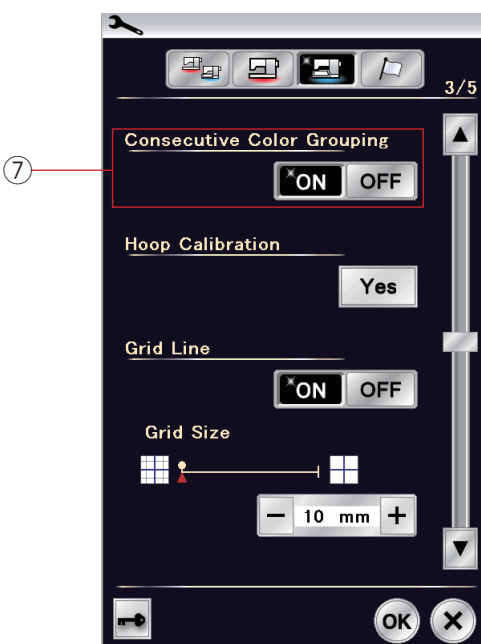 3/5
Consecutive Color Grouping
⑦
ON OFF
Hoop Calibration
Yes
Grid Line
ON OFF
Grid Size
− 10 mm +
OK ×